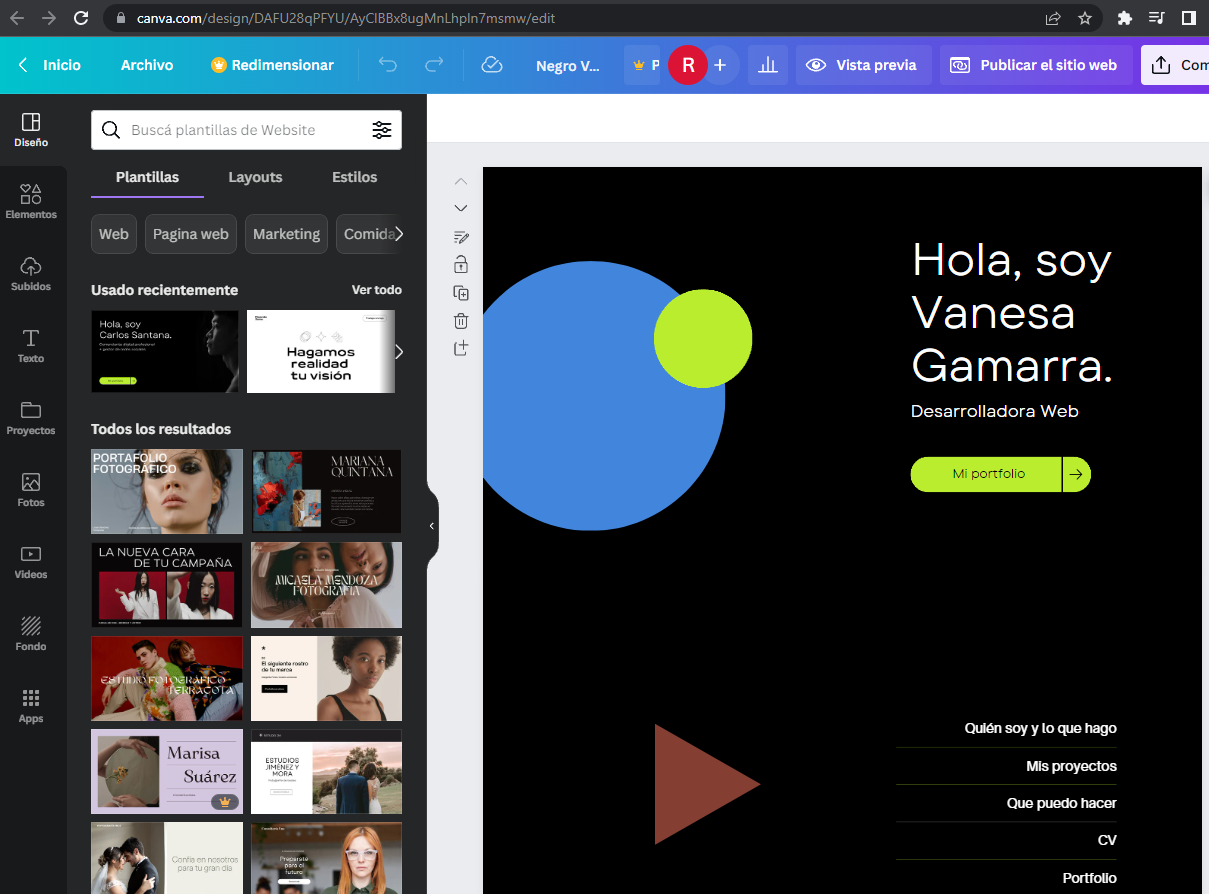 canva.com/design/DAFU28qPFYU/AyClBBx8ugMnLhpIn7msmw/edit
Inicio
Archivo
Redimensionar
Negro V...
P
R
+
Vista previa
Publicar el sitio web
Com
Diseño
Elementos
Subidos
Texto
Proyectos
Fotos
Videos
Fondo
Apps
Buscá plantillas de Website
Plantillas
Layouts
Estilos
Web
Pagina web
Marketing
Comida
Usado recientemente
Ver todo
Hola, soy
Carlos Santana.
Hagamos
realidad
tu visión
Todos los resultados
PORTAFOLIO
FOTOGRÁFICO
MARIANA
QUINTANA
LA NUEVA CARA
DE TU CAMPAÑA
MICAELA MENDOZA
FOTOGRAFÍA
ESTUDIO FOTOGRÁFICO
TERRACOTA
El siguiente rostro
de tu marca
Marisa
Suárez
ESTUDIOS
JIMÉNEZ Y
MORA
Confía en nosotros
para tu gran día
Prepárate
para el
futuro
Hola, soy
Vanesa
Gamarra.
Desarrolladora Web
Mi portfolio
Quién soy y lo que hago
Mis proyectos
Que puedo hacer
CV
Portfolio